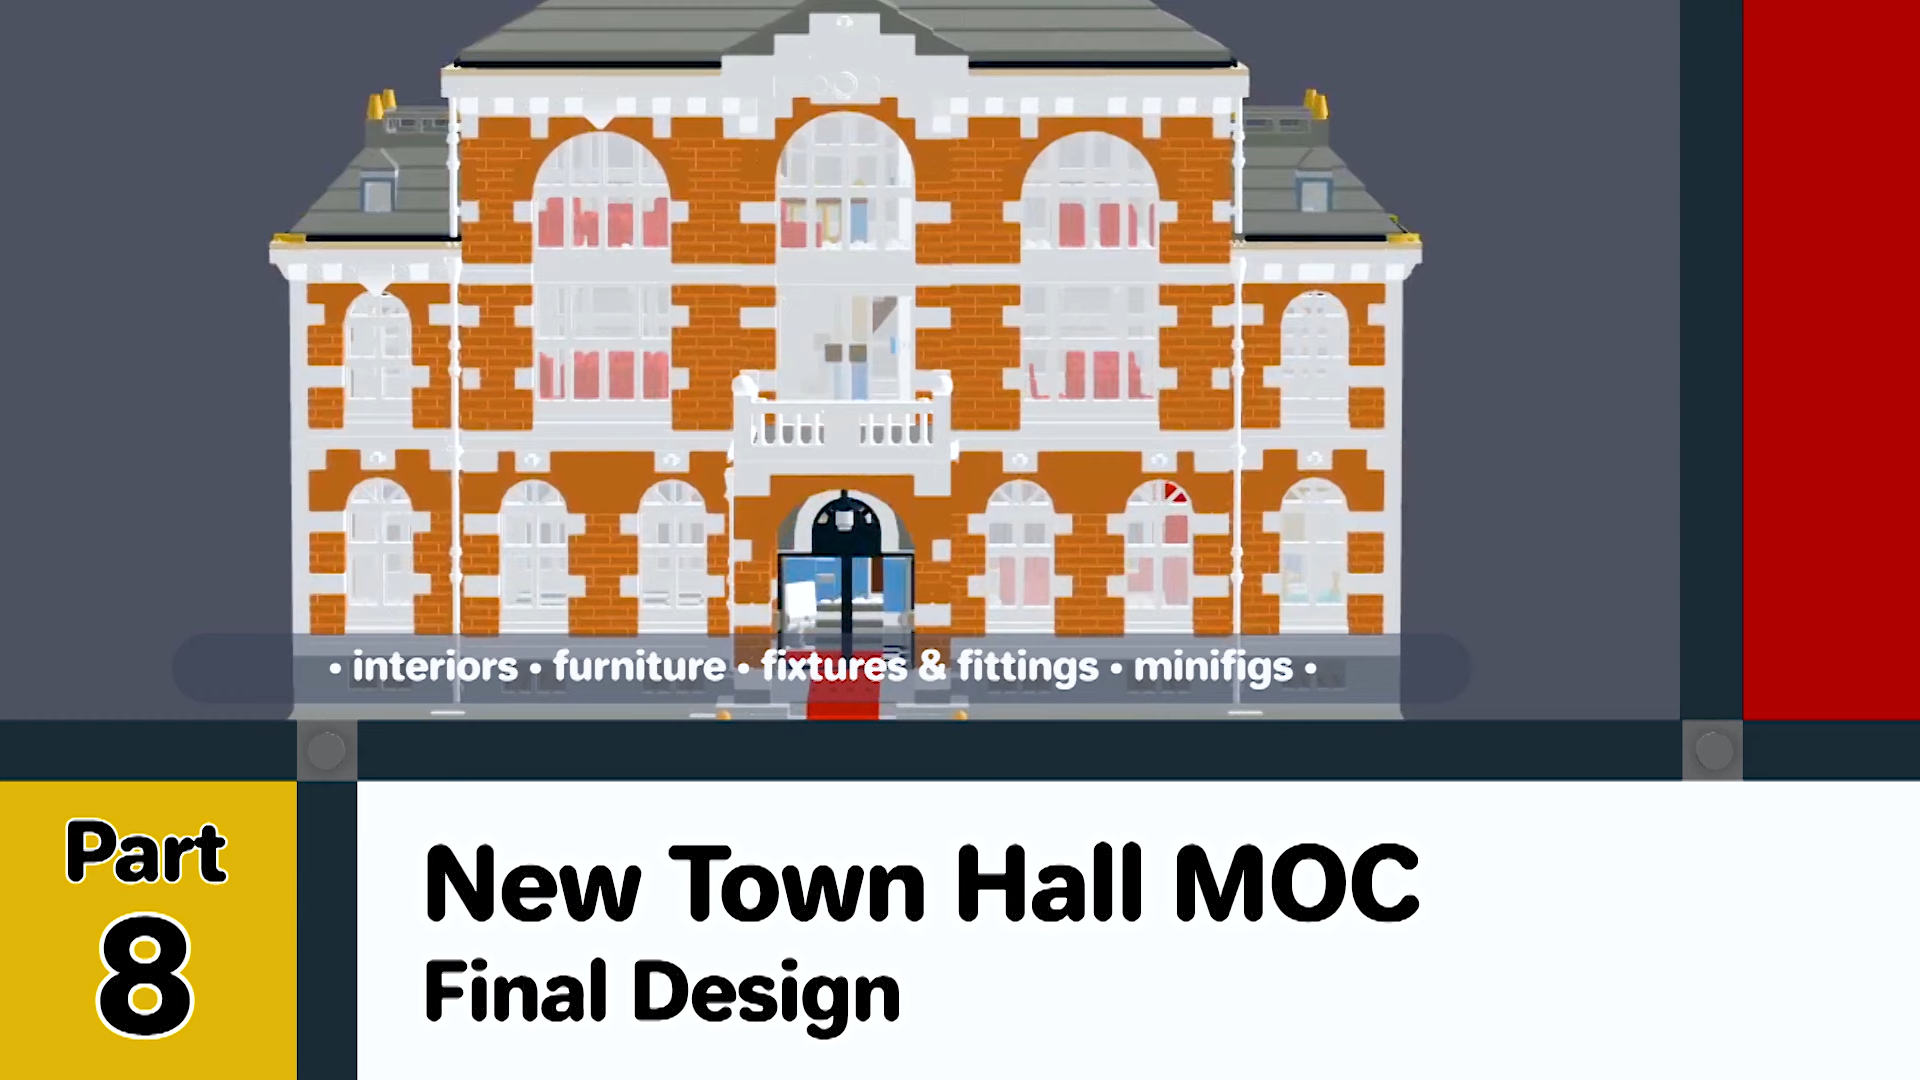 • interiors • furniture • fixtures & fittings • minifigs •
Part
8
New Town Hall MOC
Final Design